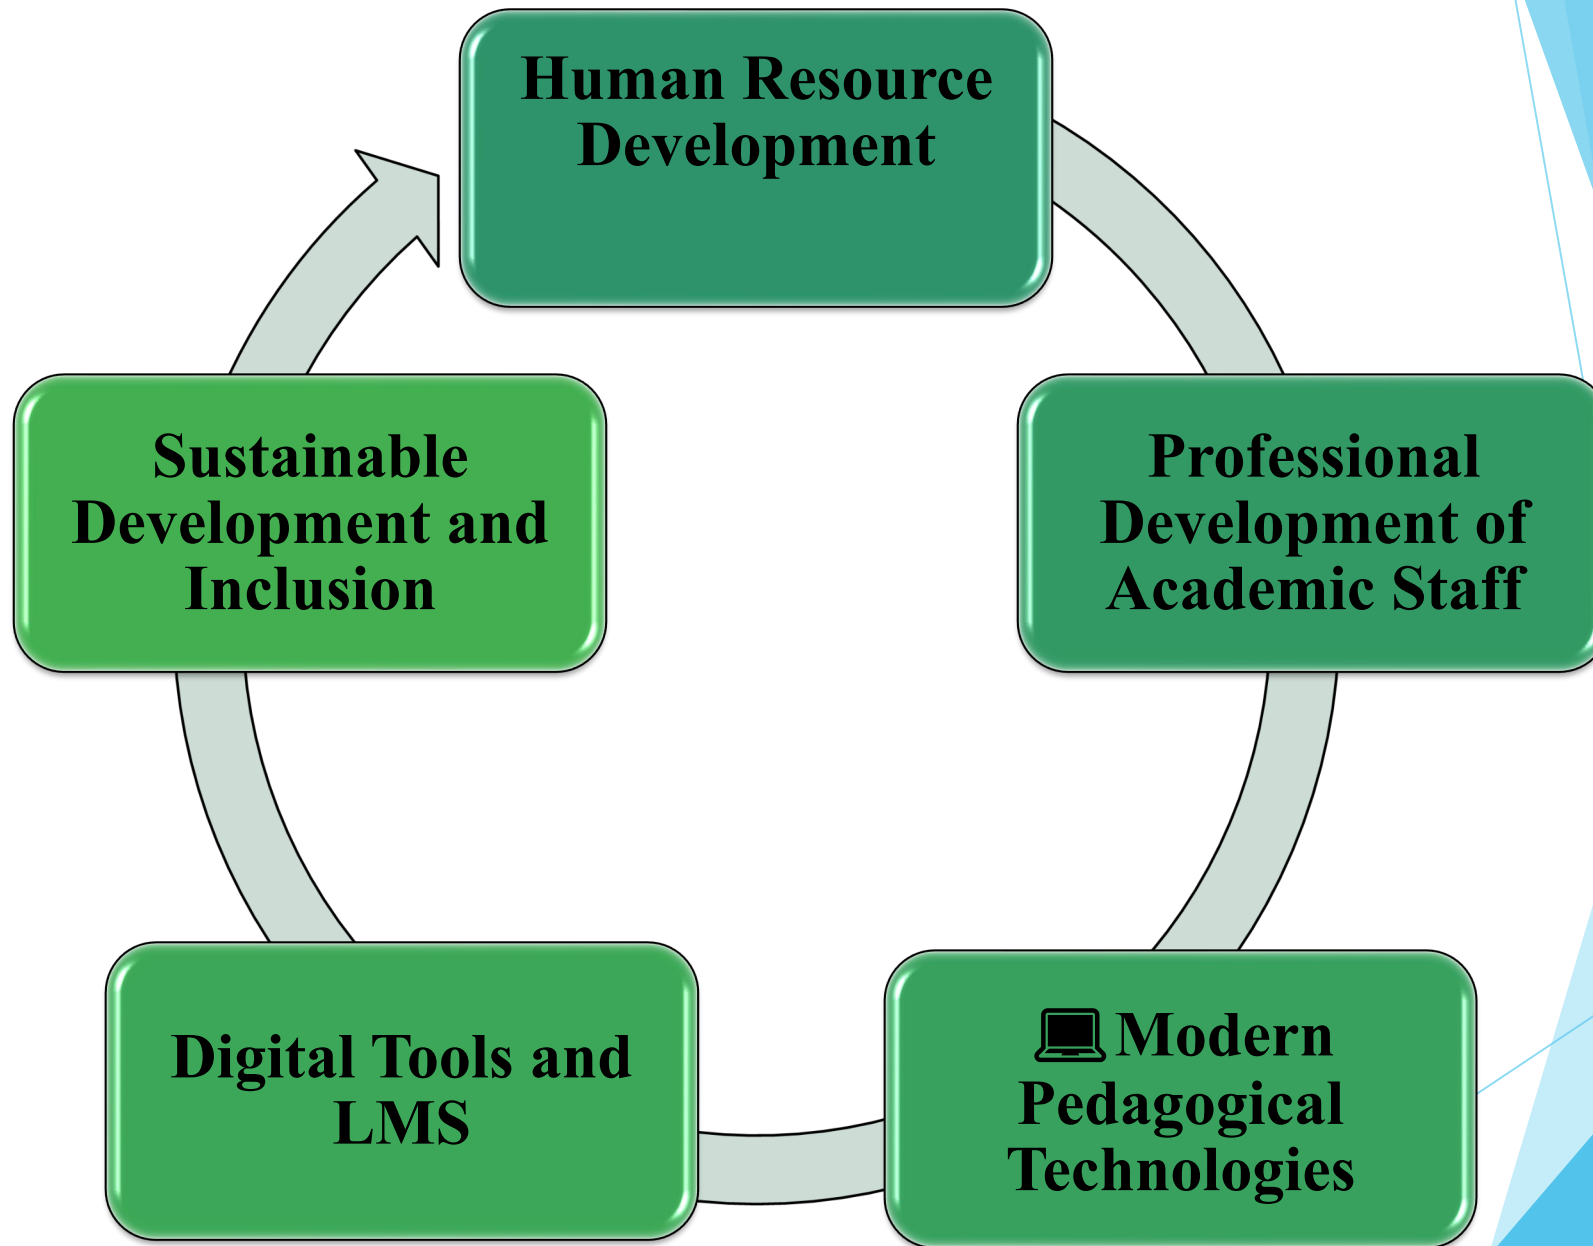 Human Resource
Development
Professional
Development of
Academic Staff
💻 Modern
Pedagogical
Technologies
Digital Tools and
LMS
Sustainable
Development and
Inclusion